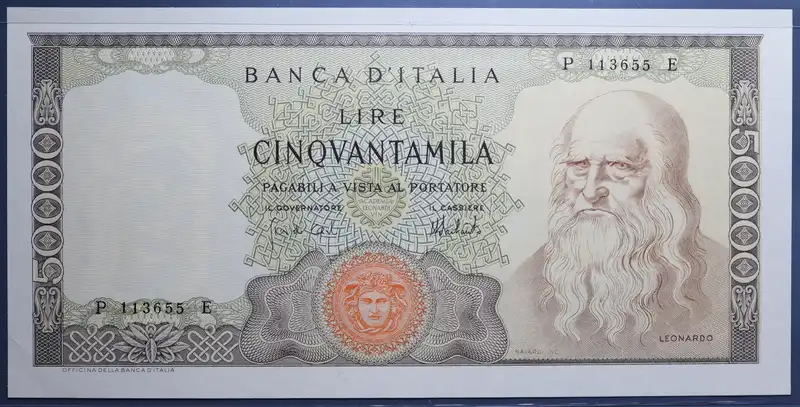 BANCA D'ITALIA
P 113655 E
LIRE
CINQVANTAMILA
PAGABILI A VISTA AL PORTATORE
IL GOVERNATORE IL CASSIERE
50000
50000
P 113655 E
LEONARDO
OFFICINA DELLA BANCA D'ITALIA